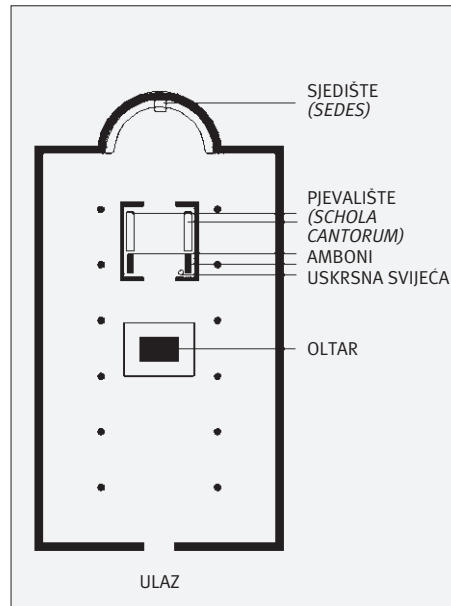 SJEDIŠTE
(SEDES)
PJEVALIŠTE
(SCHOLA
CANTORUM)
AMBONI
USKRSNA SVIJEĆA
OLTAR
ULAZ